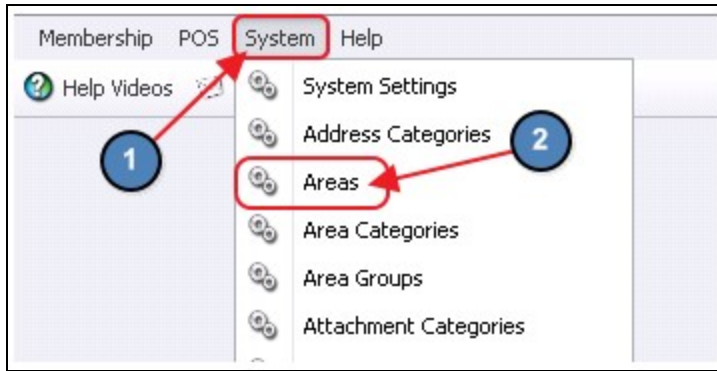 Membership POS System Help
Help Videos
System Settings
Address Categories
2
1
Areas
Area Categories
Area Groups
Attachment Categories